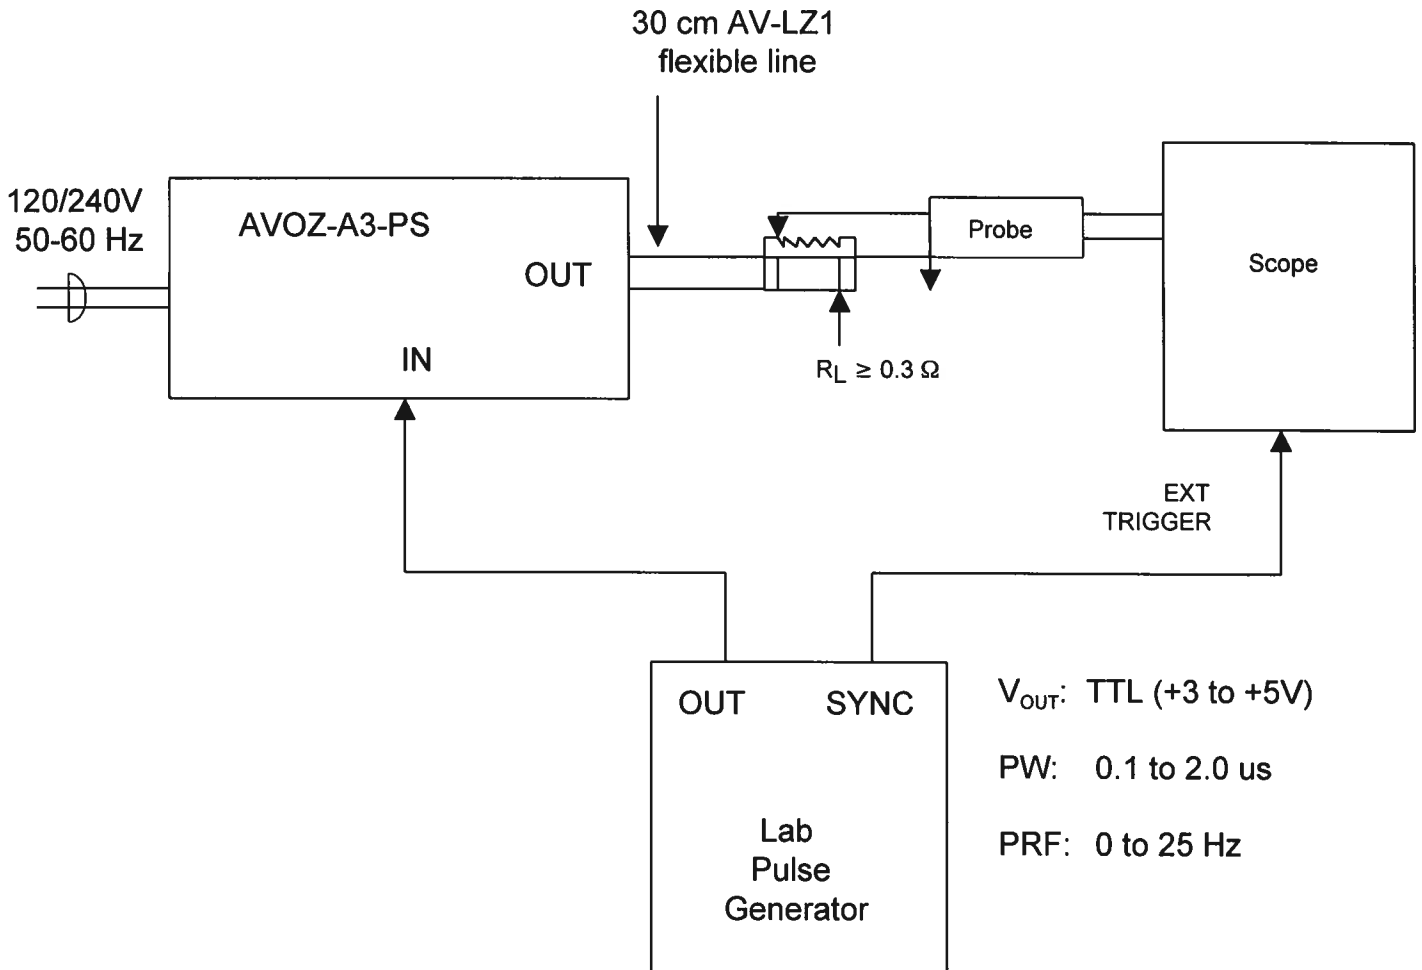 30 cm AV-LZ1
flexible line
120/240V
50-60 Hz
AVOZ-A3-PS
OUT
IN
Probe
Scope
R_L ≥ 0.3 Ω
EXT
TRIGGER
OUT
SYNC
Lab
Pulse
Generator
V_OUT: TTL (+3 to +5V)
PW: 0.1 to 2.0 us
PRF: 0 to 25 Hz